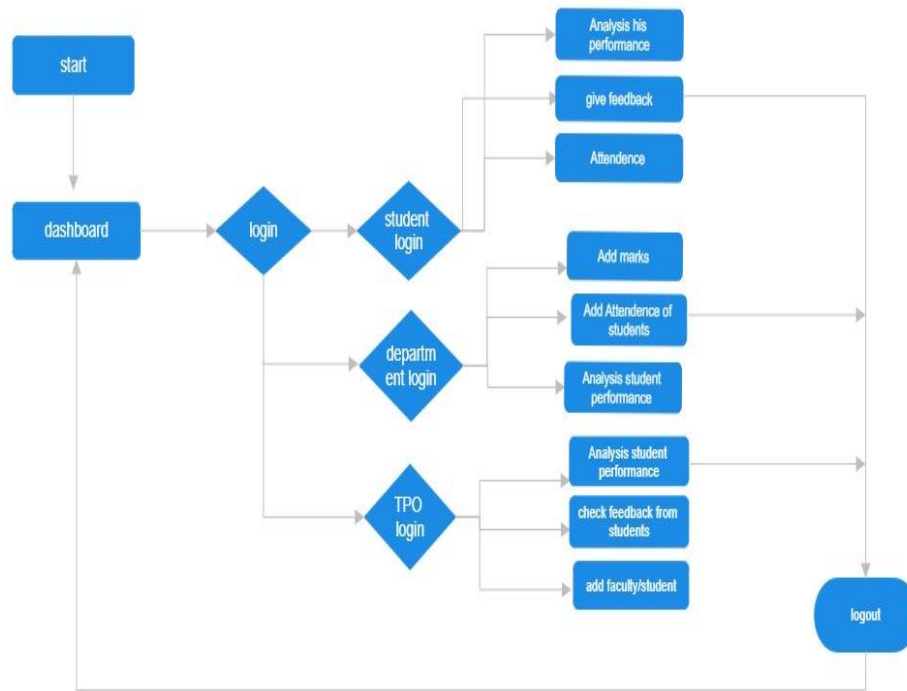 start
dashboard
login
student
login
Analysis his
performance
give feedback
Attendence
departm
ent login
Add marks
Add Attendence of
students
Analysis student
performance
TPO
login
Analysis student
performance
check feedback from
students
add faculty/student
logout